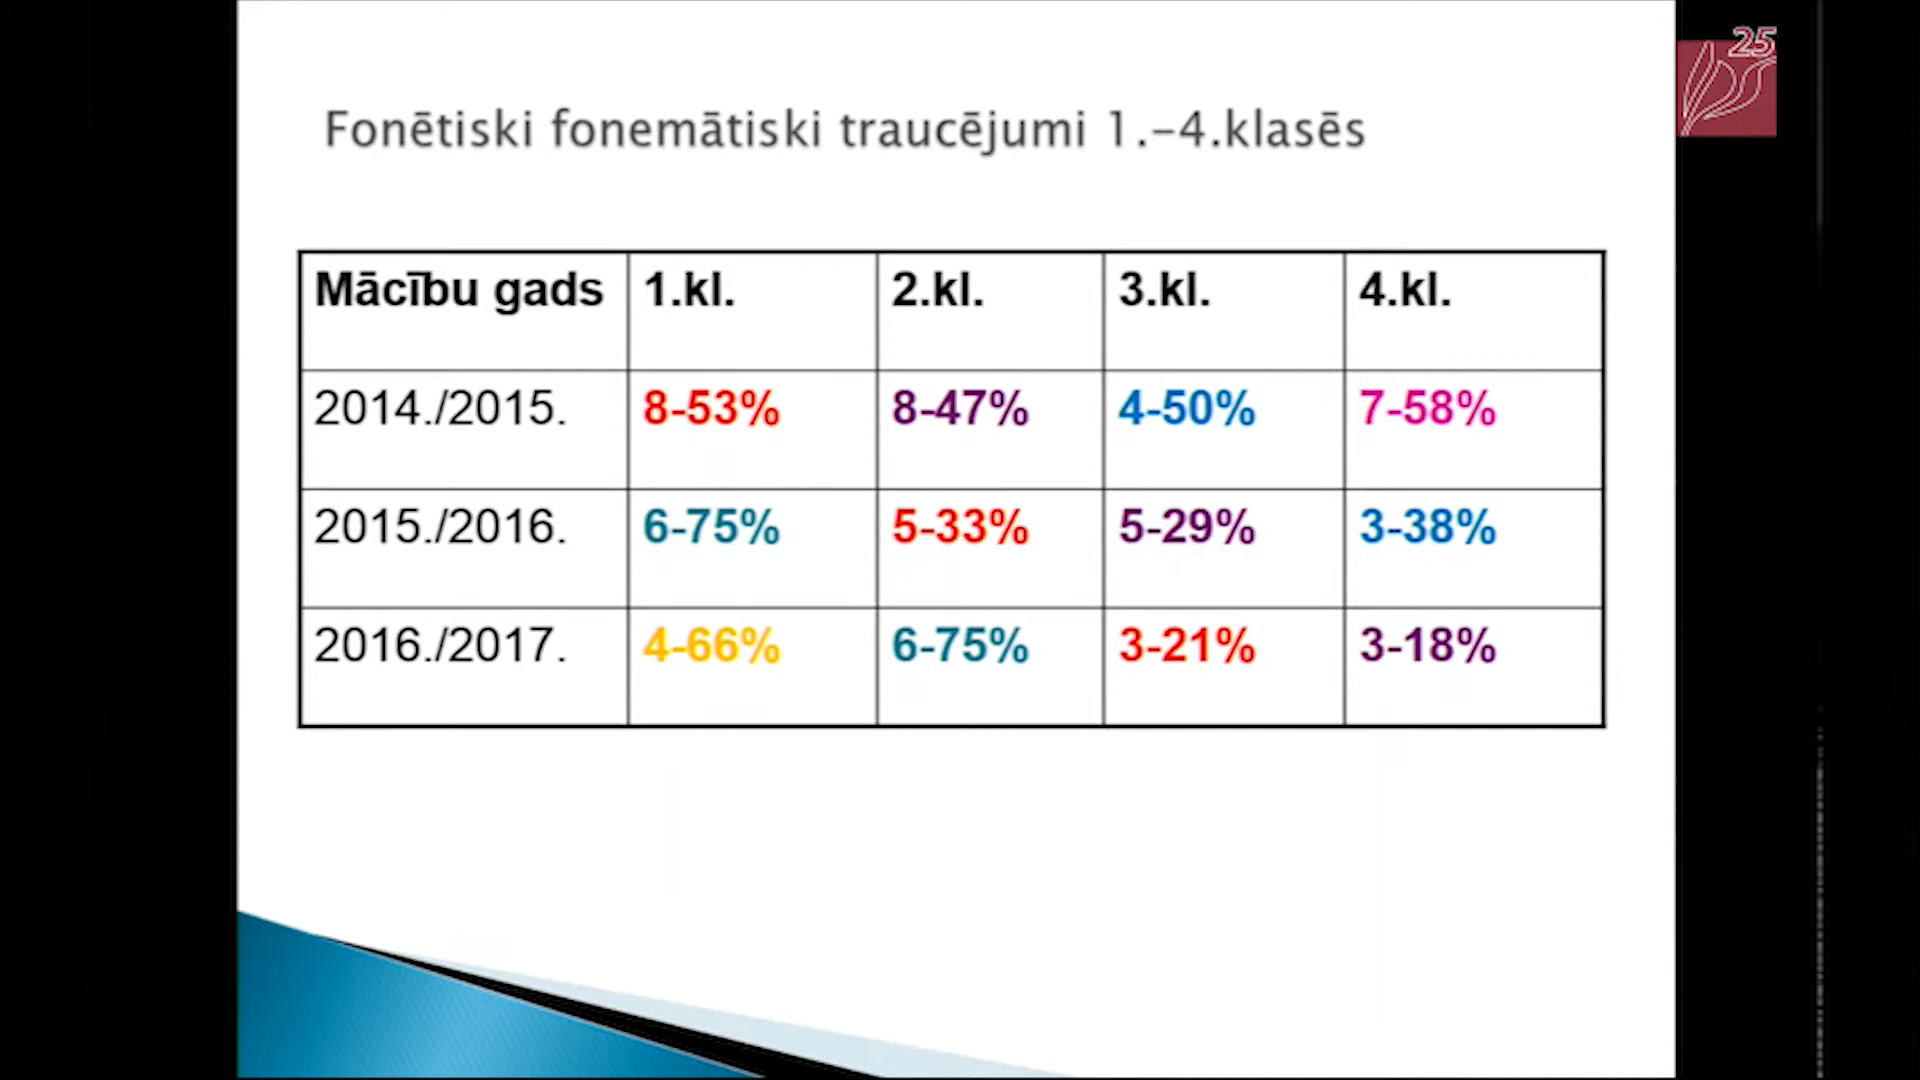 25
Fonētiski fonemātiski traucējumi 1.-4.klasēs
Mācību gads 1.kl. 2.kl. 3.kl. 4.kl.
2014./2015. 8-53% 8-47% 4-50% 7-58%
2015./2016. 6-75% 5-33% 5-29% 3-38%
2016./2017. 4-66% 6-75% 3-21% 3-18%